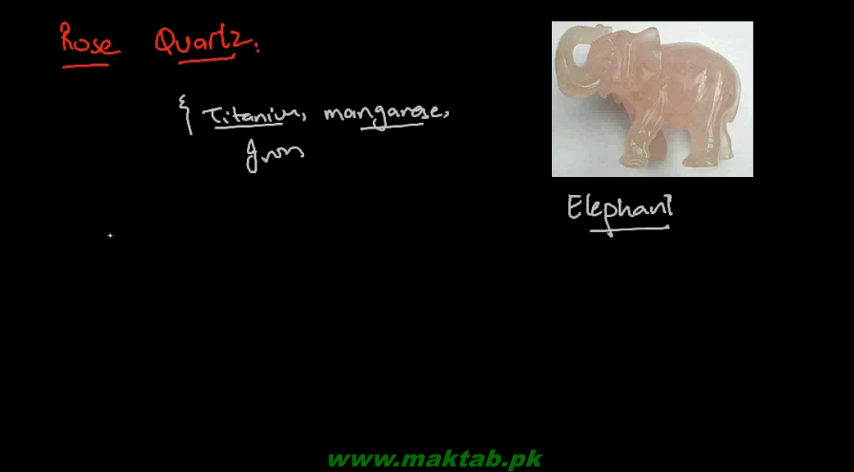 Rose Quartz.
{ Titanium, manganese,
Iron
Elephant
www.maktab.pk